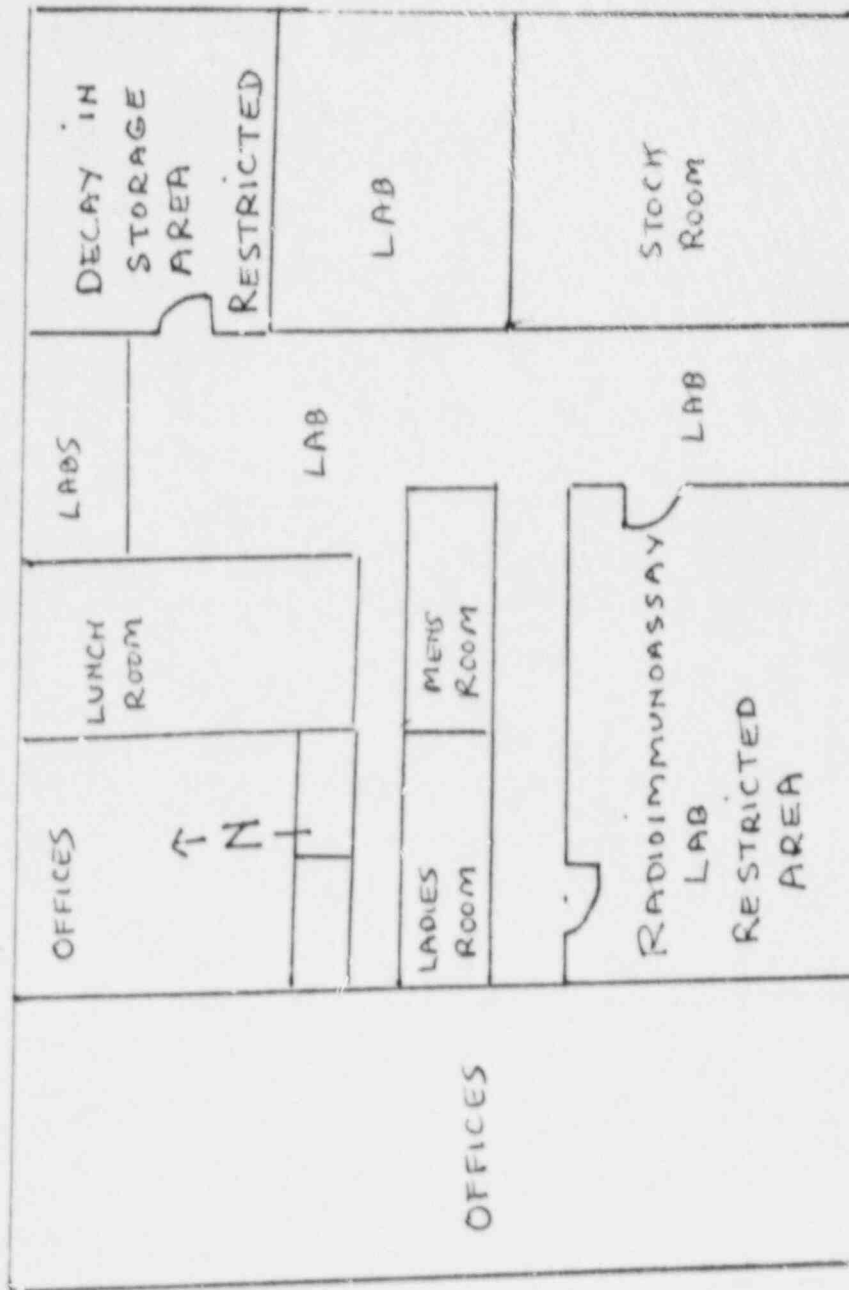 OFFICES
LUNCH
ROOM
LABS
DECAY IN
STORAGE
AREA
RESTRICTED
N
LAB
LAB
OFFICES
LADIES
ROOM
MENS
ROOM
RADIOIMMUNOASSAY
LAB
RESTRICTED
AREA
LAB
STOCK
ROOM